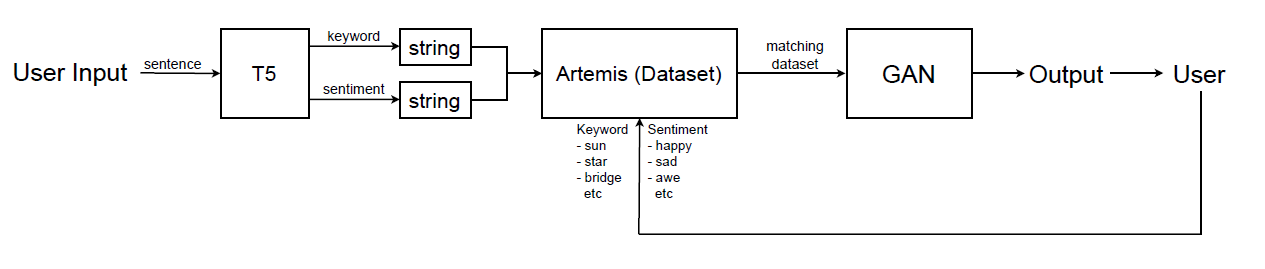 User Input
sentence
T5
keyword
string
sentiment
string
Artemis (Dataset)
matching
dataset
GAN
Output
User
Keyword
- sun
- star
- bridge
etc
Sentiment
- happy
- sad
- awe
etc